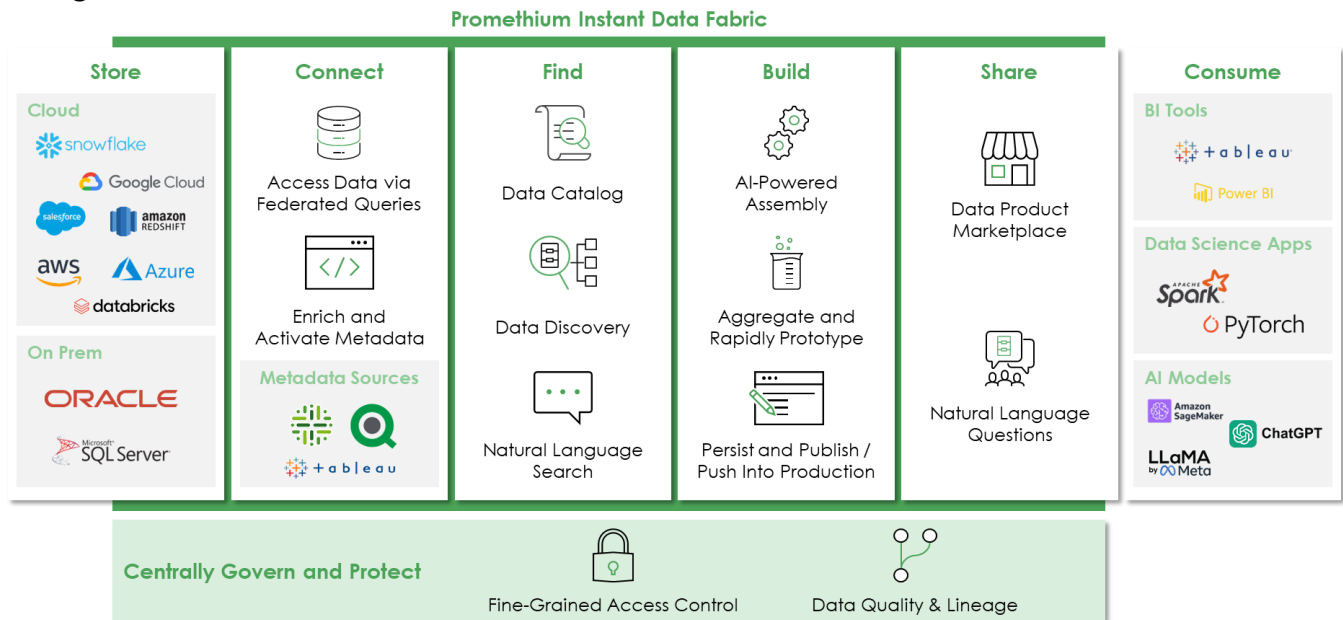 Promethium Instant Data Fabric
Store
Cloud
snowflake
Google Cloud
salesforce
amazon
REDSHIFT
aws
Azure
databricks
On Prem
ORACLE
Microsoft
SQL Server
Connect
Access Data via
Federated Queries
</>
Enrich and
Activate Metadata
Metadata Sources
+ a b | e a u
Find
Data Catalog
Data Discovery
Natural Language
Search
Build
AI-Powered
Assembly
Aggregate and
Rapidly Prototype
Persist and Publish /
Push Into Production
Share
Data Product
Marketplace
Natural Language
Questions
Consume
BI Tools
+ a b | e a u
Power BI
Data Science Apps
APACHE
Spark
PyTorch
AI Models
Amazon
SageMaker
ChatGPT
LLaMA
by Meta
Centrally Govern and Protect
Fine-Grained Access Control
Data Quality & Lineage